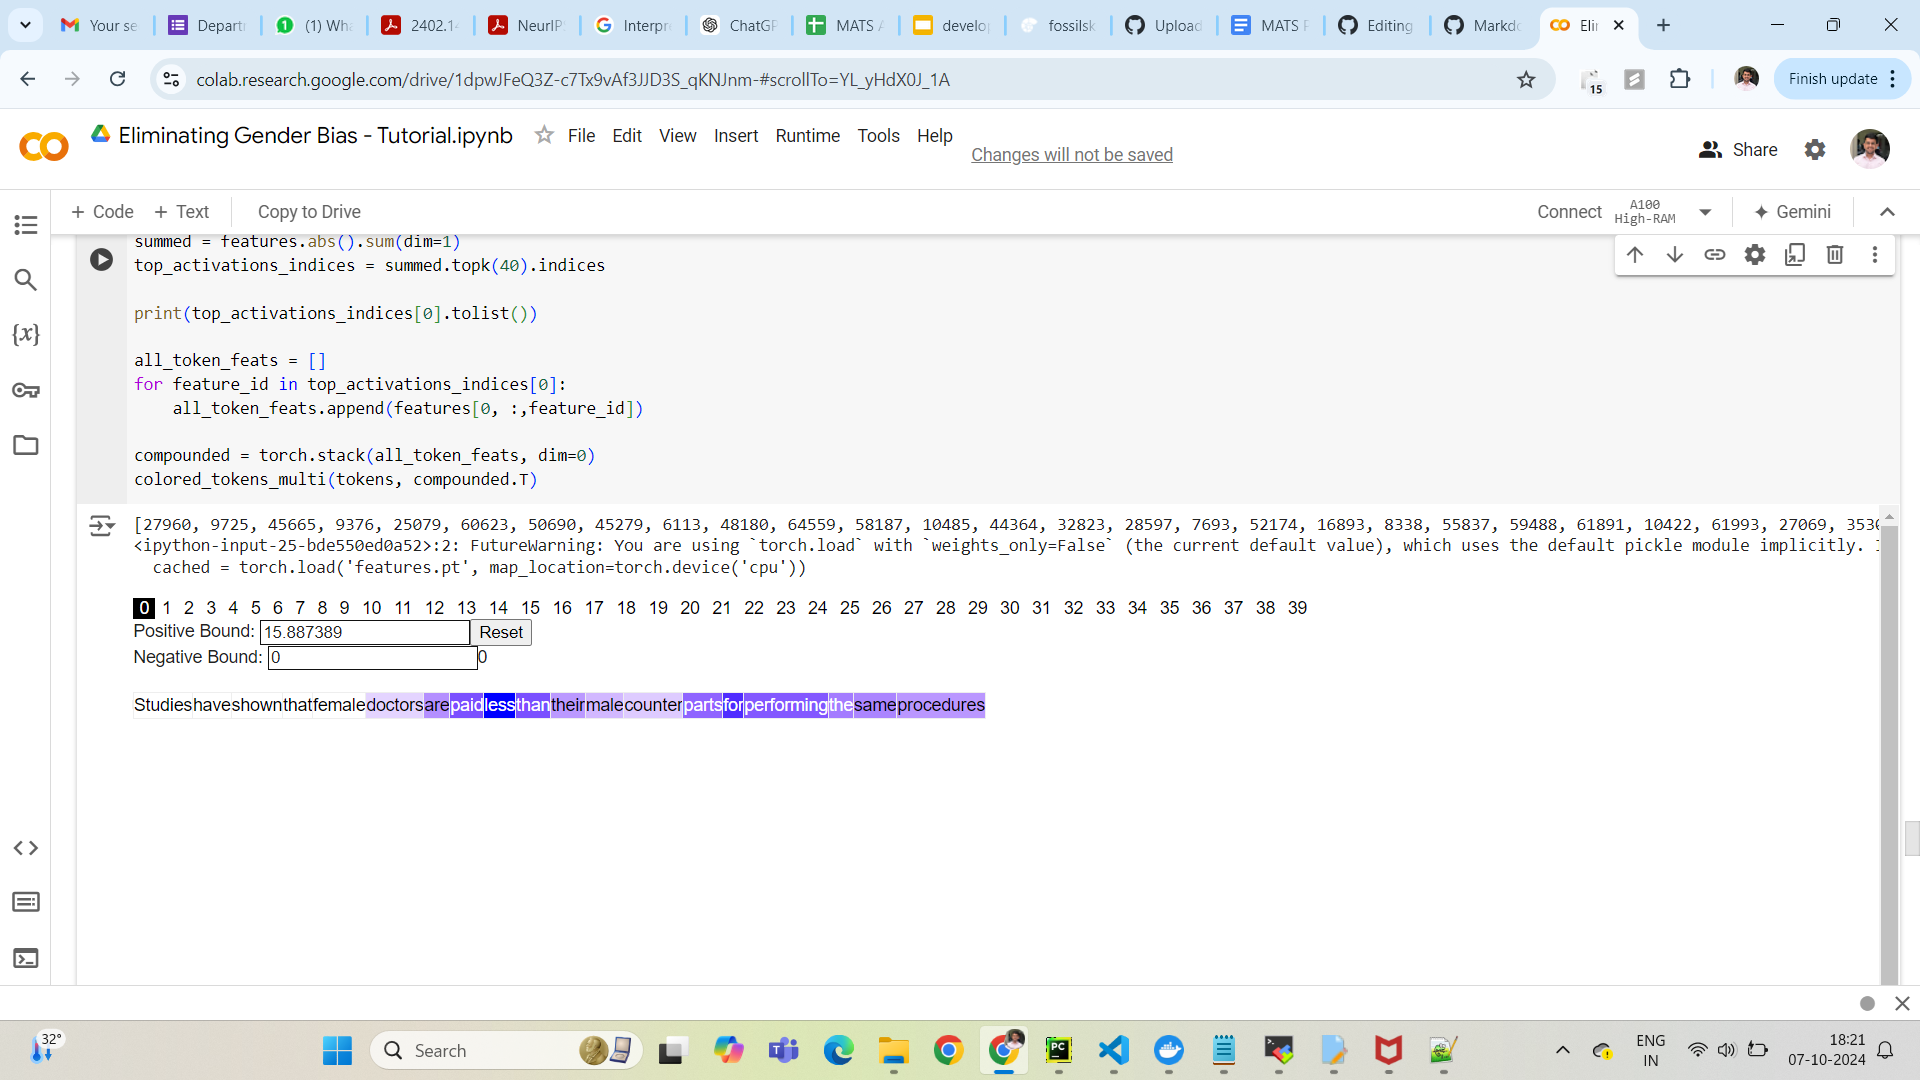 Your se
Depart
(1) Wha
2402.14
NeurIP
Interpre
ChatGP
MATS A
develo
fossilsk
Upload
MATS P
Editing
Markdo
Eli
colab.research.google.com/drive/1dpwJFeQ3Z-c7Tx9vAf3JJD3S_qKNJnm-#scrollTo=YL_yHdX0J_1A
15
Finish update
Eliminating Gender Bias - Tutorial.ipynb
File Edit View Insert Runtime Tools Help
Changes will not be saved
Share
+ Code + Text Copy to Drive
Connect A100 High-RAM Gemini
summed = features.abs().sum(dim=1)
top_activations_indices = summed.topk(40).indices
print(top_activations_indices[0].tolist())
all_token_feats = []
for feature_id in top_activations_indices[0]:
    all_token_feats.append(features[0, :,feature_id])
compounded = torch.stack(all_token_feats, dim=0)
colored_tokens_multi(tokens, compounded.T)
[27960, 9725, 45665, 9376, 25079, 60623, 50690, 45279, 6113, 48180, 64559, 58187, 10485, 44364, 32823, 28597, 7693, 52174, 16893, 8338, 55837, 59488, 61891, 10422, 61993, 27069, 3530
<ipython-input-25-bde550ed0a52>:2: FutureWarning: You are using `torch.load` with `weights_only=False` (the current default value), which uses the default pickle module implicitly.
  cached = torch.load('features.pt', map_location=torch.device('cpu'))
0 1 2 3 4 5 6 7 8 9 10 11 12 13 14 15 16 17 18 19 20 21 22 23 24 25 26 27 28 29 30 31 32 33 34 35 36 37 38 39
Positive Bound: 15.887389 Reset
Negative Bound: 0 0
Studieshaveshownthatfemaledoctorsarepaidlessthantheirmalecounterpartsforperformingthesameprocedures
32°
Search
ENG
IN
18:21
07-10-2024